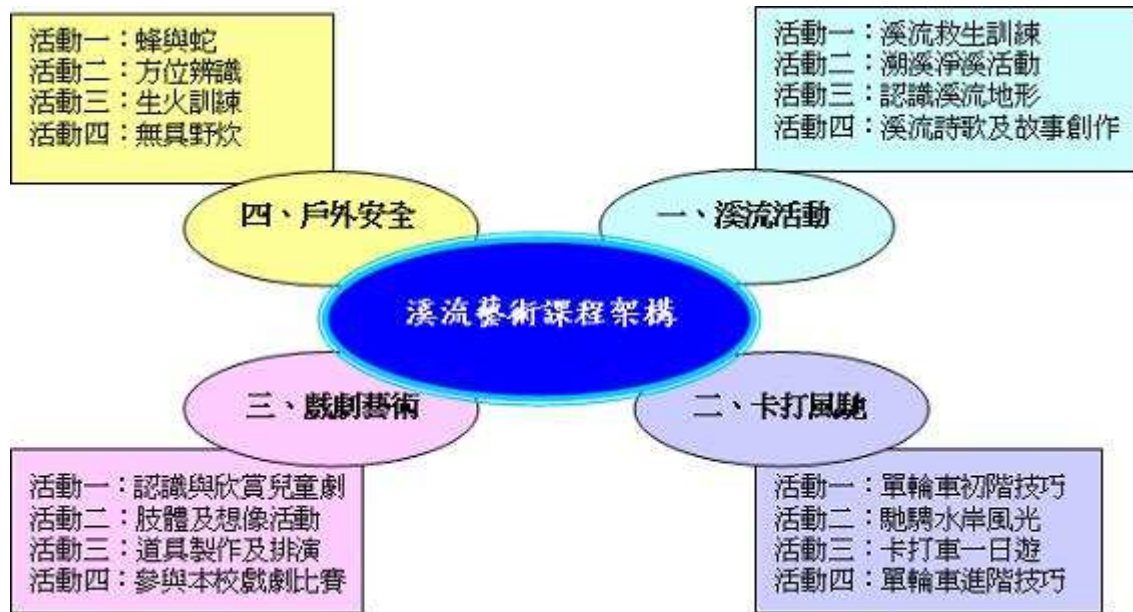 溪流藝術課程架構
一、溪流活動
活動一：溪流救生訓練
活動二：溯溪淨溪活動
活動三：認識溪流地形
活動四：溪流詩歌及故事創作
二、卡打風馳
活動一：單輪車初階技巧
活動二：馳騁水岸風光
活動三：卡打車一日遊
活動四：單輪車進階技巧
三、戲劇藝術
活動一：認識與欣賞兒童劇
活動二：肢體及想像活動
活動三：道具製作及排演
活動四：參與本校戲劇比賽
四、戶外安全
活動一：蜂與蛇
活動二：方位辨識
活動三：生火訓練
活動四：無具野炊